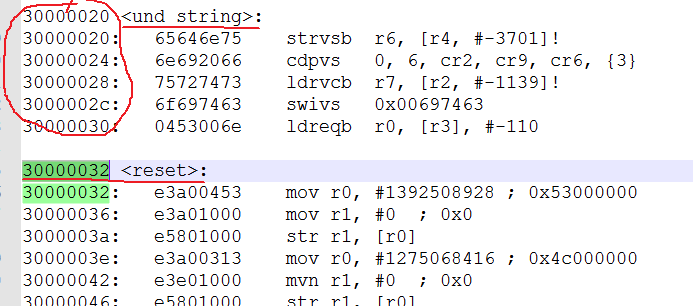 30000020 <und string>:
30000020: 65646e75 strvsb r6, [r4, #-3701]!
30000024: 6e692066 cdpvs 0, 6, cr2, cr9, cr6, {3}
30000028: 75727473 ldrvcb r7, [r2, #-1139]!
3000002c: 6f697463 swivs 0x00697463
30000030: 0453006e ldreqb r0, [r3], #-110
30000032 <reset>:
30000032: e3a00453 mov r0, #1392508928 ; 0x53000000
30000036: e3a01000 mov r1, #0 ; 0x0
3000003a: e5801000 str r1, [r0]
3000003e: e3a00313 mov r0, #1275068416 ; 0x4c000000
30000042: e3e01000 mvn r1, #0 ; 0x0
30000046: e5801000 str r1, [r0]